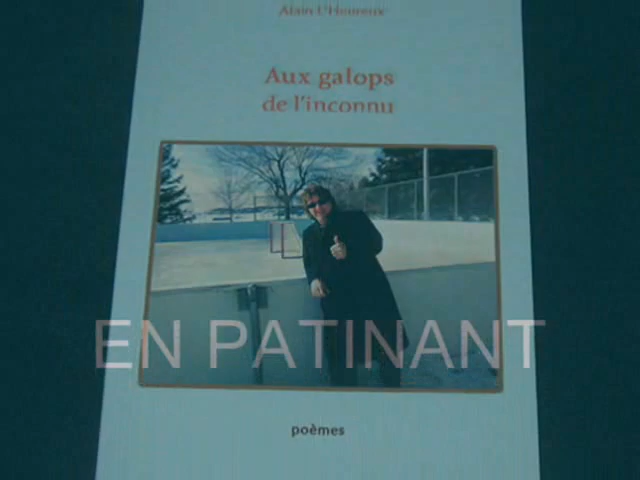 Alain L'Heureux
Aux galops
de l'inconnu
EN PATINANT
poèmes